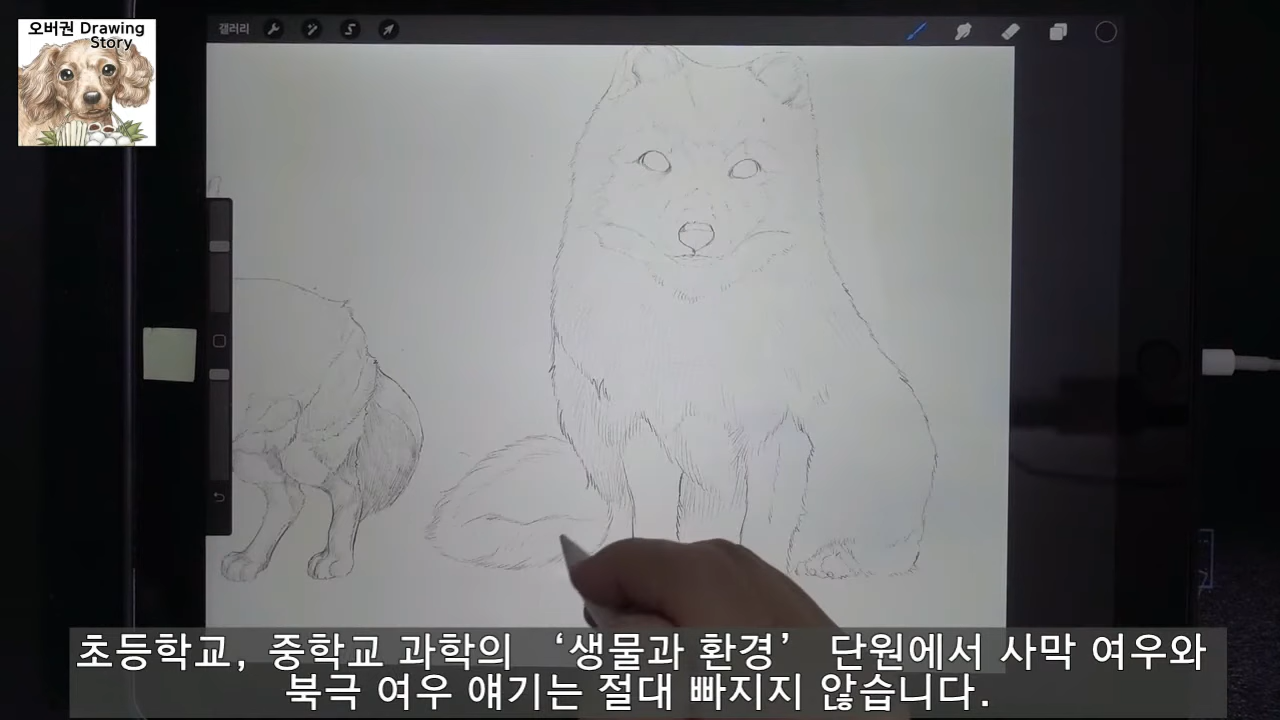 오버권 Drawing
Story
갤러리
초등학교, 중학교 과학의 ‘생물과 환경’ 단원에서 사막 여우와
북극 여우 얘기는 절대 빠지지 않습니다.